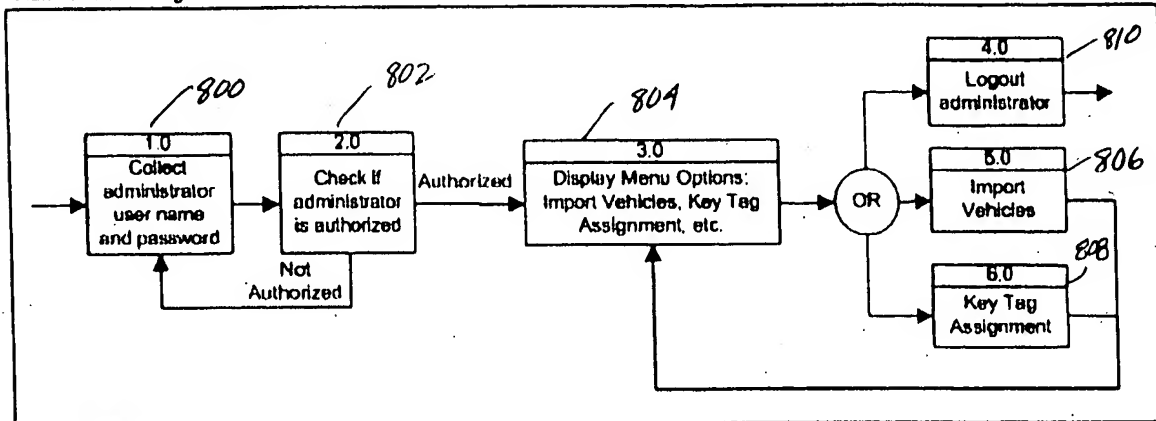 800
1.0
Collect
administrator
user name
and password
802
2.0
Check if
administrator
is authorized
Not
Authorized
Authorized
804
3.0
Display Menu Options:
Import Vehicles, Key Tag
Assignment, etc.
OR
4.0
Logout
administrator
810
5.0
Import
Vehicles
806
6.0
Key Tag
Assignment
808